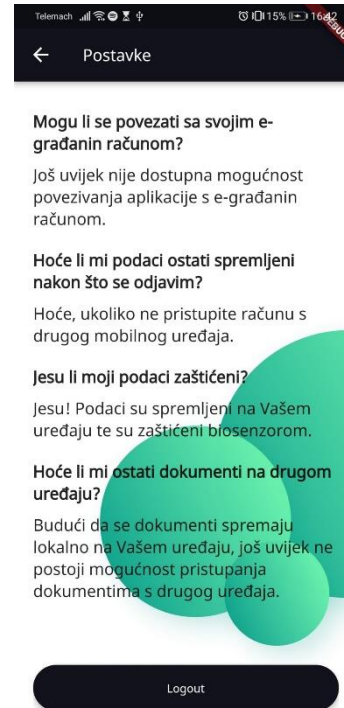 Telemach 15% 16:42
DEBUG
Postavke
Mogu li se povezati sa svojim e-
građanin računom?
Još uvijek nije dostupna mogućnost
povezivanja aplikacije s e-građanin
računom.
Hoće li mi podaci ostati spremljeni
nakon što se odjavim?
Hoće, ukoliko ne pristupite računu s
drugog mobilnog uređaja.
Jesu li moji podaci zaštićeni?
Jesu! Podaci su spremljeni na Vašem
uređaju te su zaštićeni biosenzorom.
Hoće li mi ostati dokumenti na drugom
uređaju?
Budući da se dokumenti spremaju
lokalno na Vašem uređaju, još uvijek ne
postoji mogućnost pristupanja
dokumentima s drugog uređaja.
Logout